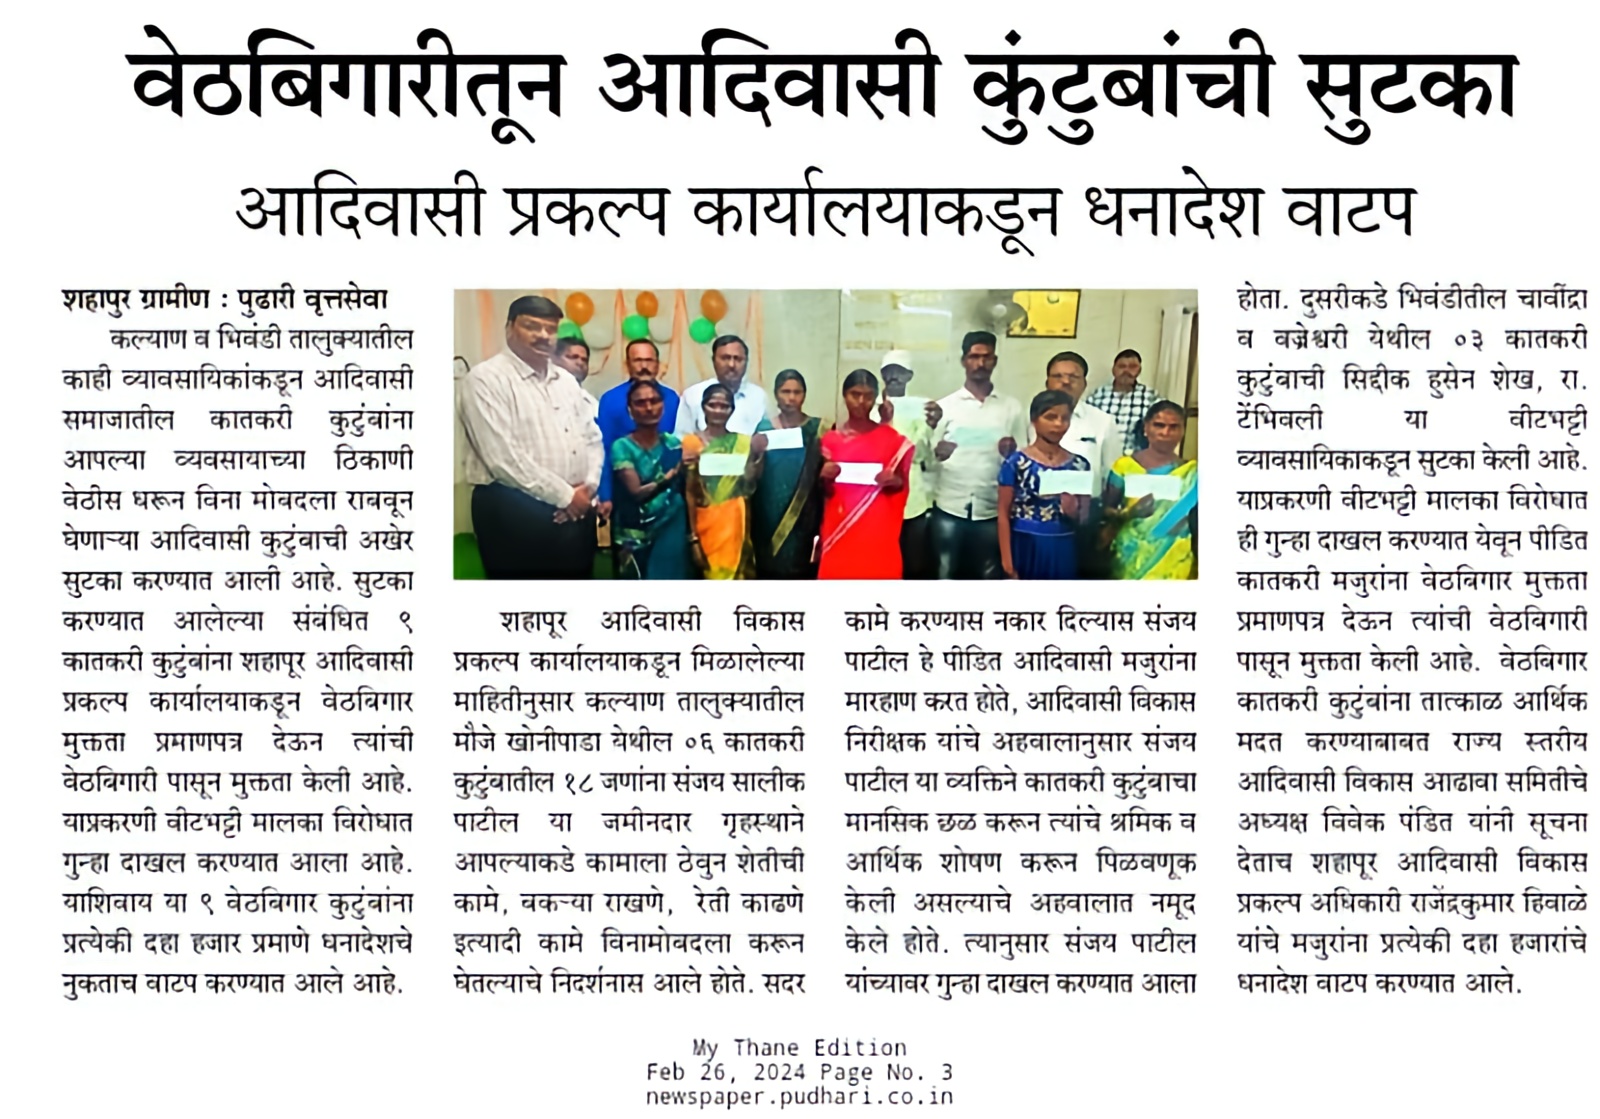 वेठबिगारीतून आदिवासी कुंटुबांची सुटका
आदिवासी प्रकल्प कार्यालयाकडून धनादेश वाटप
शहापुर ग्रामीण : पुढारी वृत्तसेवा
कल्याण व भिवंडी तालुक्यातील
काही व्यावसायिकांकडून आदिवासी
समाजातील कातकरी कुटुंबांना
आपल्या व्यवसायाच्या ठिकाणी
वेठीस धरून विना मोबदला राबवून
घेणाऱ्या आदिवासी कुटुंबाची अखेर
सुटका करण्यात आली आहे. सुटका
करण्यात आलेल्या संबंधित ९
कातकरी कुटुंबांना शहापूर आदिवासी
प्रकल्प कार्यालयाकडून वेठबिगार
मुक्तता प्रमाणपत्र देऊन त्यांची
वेठबिगारी पासून मुक्तता केली आहे.
याप्रकरणी वीटभट्टी मालका विरोधात
गुन्हा दाखल करण्यात आला आहे.
याशिवाय या ९ वेठबिगार कुटुंबांना
प्रत्येकी दहा हजार प्रमाणे धनादेशचे
नुकताच वाटप करण्यात आले आहे.
शहापूर आदिवासी विकास
प्रकल्प कार्यालयाकडून मिळालेल्या
माहितीनुसार कल्याण तालुक्यातील
मौजे खोनीपाडा येथील ०६ कातकरी
कुटुंबातील १८ जणांना संजय सालीक
पाटील या जमीनदार गृहस्थाने
आपल्याकडे कामाला ठेवुन शेतीची
कामे, बकऱ्या राखणे, रेती काढणे
इत्यादी कामे विनामोबदला करून
घेतल्याचे निदर्शनास आले होते. सदर
कामे करण्यास नकार दिल्यास संजय
पाटील हे पीडित आदिवासी मजुरांना
मारहाण करत होते, आदिवासी विकास
निरीक्षक यांचे अहवालानुसार संजय
पाटील या व्यक्तिने कातकरी कुटुंबाचा
मानसिक छळ करून त्यांचे श्रमिक व
आर्थिक शोषण करून पिळवणूक
केली असल्याचे अहवालात नमूद
केले होते. त्यानुसार संजय पाटील
यांच्यावर गुन्हा दाखल करण्यात आला
होता. दुसरीकडे भिवंडीतील चावींद्रा
व वज्रेश्वरी येथील ०३ कातकरी
कुटुंबाची सिद्दीक हुसेन शेख, रा.
टेंभिवली या वीटभट्टी
व्यावसायिकाकडून सुटका केली आहे.
याप्रकरणी वीटभट्टी मालका विरोधात
ही गुन्हा दाखल करण्यात येवून पीडित
कातकरी मजुरांना वेठबिगार मुक्तता
प्रमाणपत्र देऊन त्यांची वेठबिगारी
पासून मुक्तता केली आहे. वेठबिगार
कातकरी कुटुंबांना तात्काळ आर्थिक
मदत करण्याबाबत राज्य स्तरीय
आदिवासी विकास आढावा समितीचे
अध्यक्ष विवेक पंडित यांनी सूचना
देताच शहापूर आदिवासी विकास
प्रकल्प अधिकारी राजेंद्रकुमार हिवाळे
यांचे मजुरांना प्रत्येकी दहा हजारांचे
धनादेश वाटप करण्यात आले.
My Thane Edition
Feb 26, 2024 Page No. 3
newspaper.pudhari.co.in